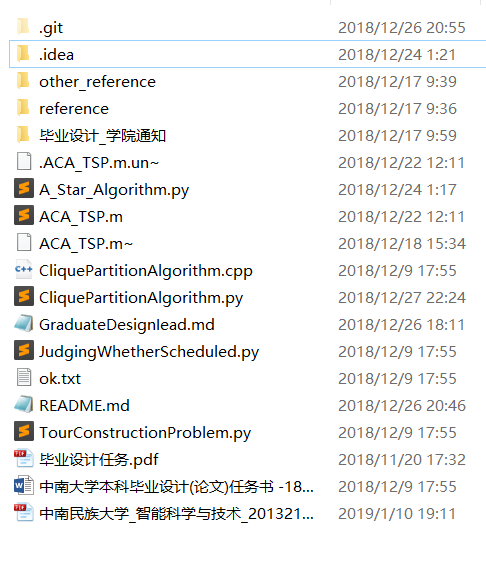 .git 2018/12/26 20:55
.idea 2018/12/24 1:21
other_reference 2018/12/17 9:39
reference 2018/12/17 9:36
毕业设计_学院通知 2018/12/17 9:59
.ACA_TSP.m.un~ 2018/12/22 12:11
A_Star_Algorithm.py 2018/12/24 1:17
ACA_TSP.m 2018/12/22 12:11
ACA_TSP.m~ 2018/12/18 15:34
C++ CliquePartitionAlgorithm.cpp 2018/12/9 17:55
CliquePartitionAlgorithm.py 2018/12/27 22:24
GraduateDesignIead.md 2018/12/26 18:11
JudgingWhetherScheduled.py 2018/12/9 17:55
ok.txt 2018/12/9 17:55
README.md 2018/12/26 20:46
TourConstructionProblem.py 2018/12/9 17:55
PDF 毕业设计任务.pdf 2018/11/20 17:32
W 中南大学本科毕业设计(论文)任务书 -18... 2018/12/9 17:55
PDF 中南民族大学_智能科学与技术_201321... 2019/1/10 19:11